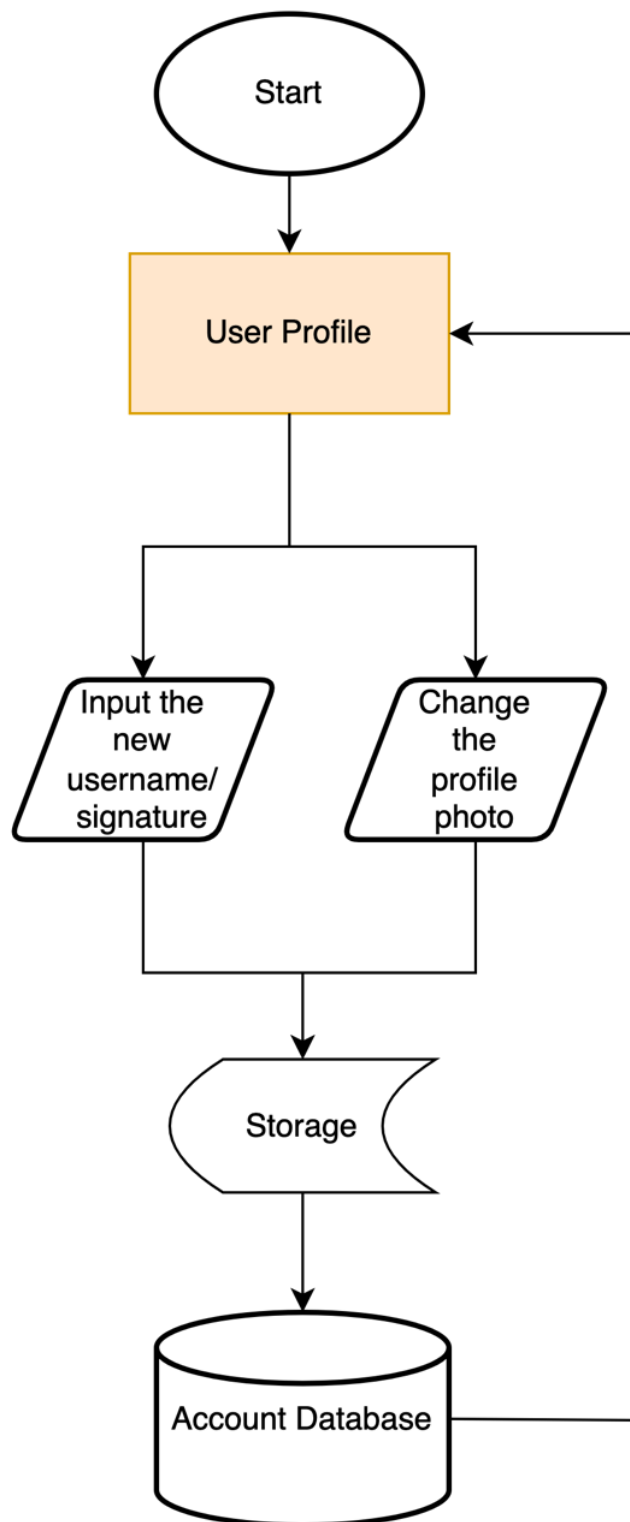 Start
User Profile
Input the
new
username/
signature
Change
the
profile
photo
Storage
Account Database